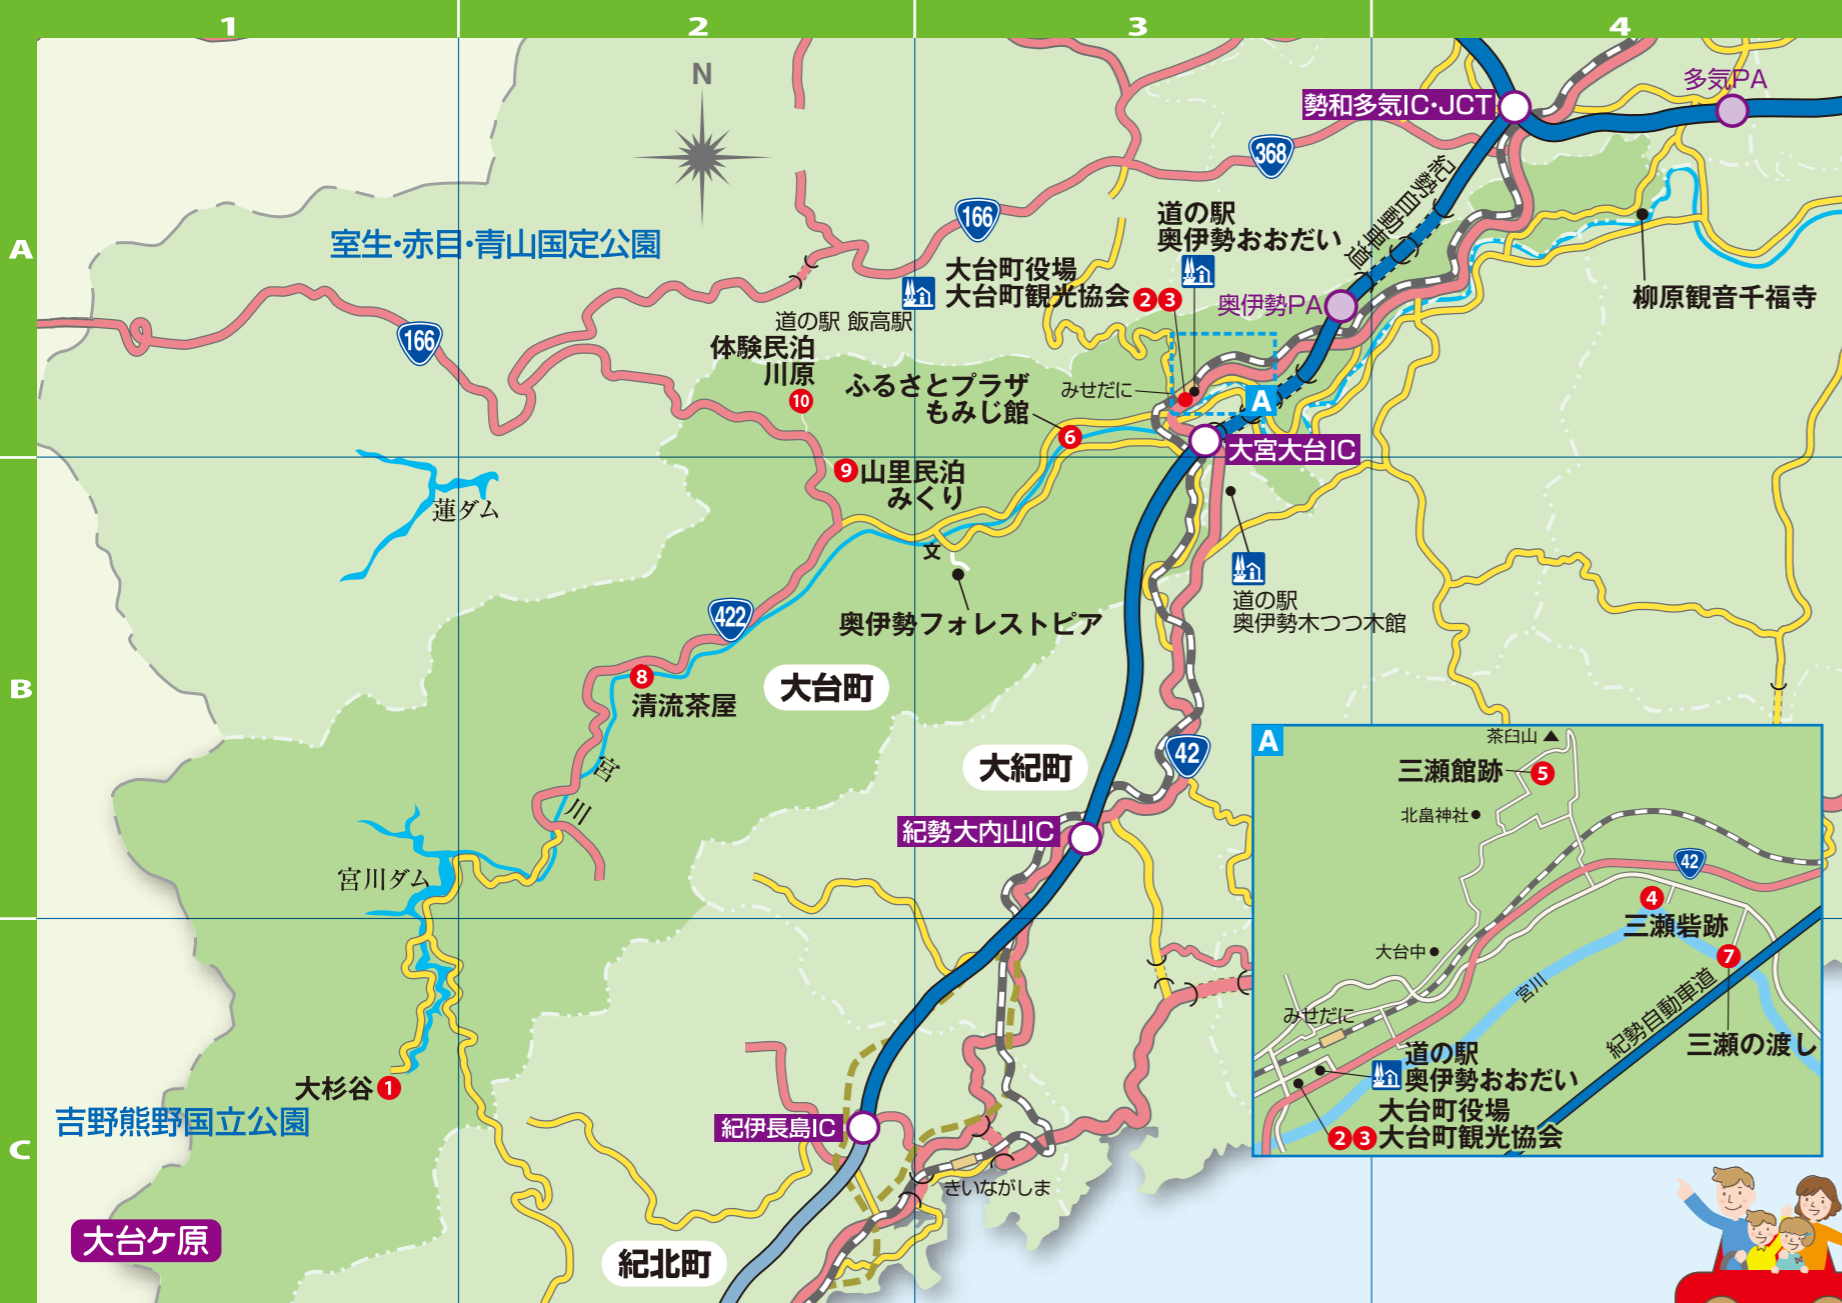 1
2
3
4
A
B
C
N
多気PA
勢和多気IC・JCT
368
紀勢自動車道
166
道の駅
奥伊勢おおだい
室生・赤目・青山国定公園
大台町役場
大台町観光協会23
奥伊勢PA
柳原観音千福寺
道の駅 飯高駅
166
体験民泊
川原
10
ふるさとプラザ
もみじ館
6
みせだに
A
大宮大台IC
9山里民泊
みくり
蓮ダム
文
奥伊勢フォレストピア
道の駅
奥伊勢木つつ木館
422
8
清流茶屋
大台町
宮川
大紀町
42
紀勢大内山IC
宮川ダム
大杉谷1
吉野熊野国立公園
紀伊長島IC
きいながしま
大台ケ原
紀北町
A
茶臼山▲
三瀬館跡
5
北畠神社
42
4
三瀬砦跡
大台中
7
宮川
紀勢自動車道
みせだに
三瀬の渡し
道の駅
奥伊勢おおだい
大台町役場
23大台町観光協会